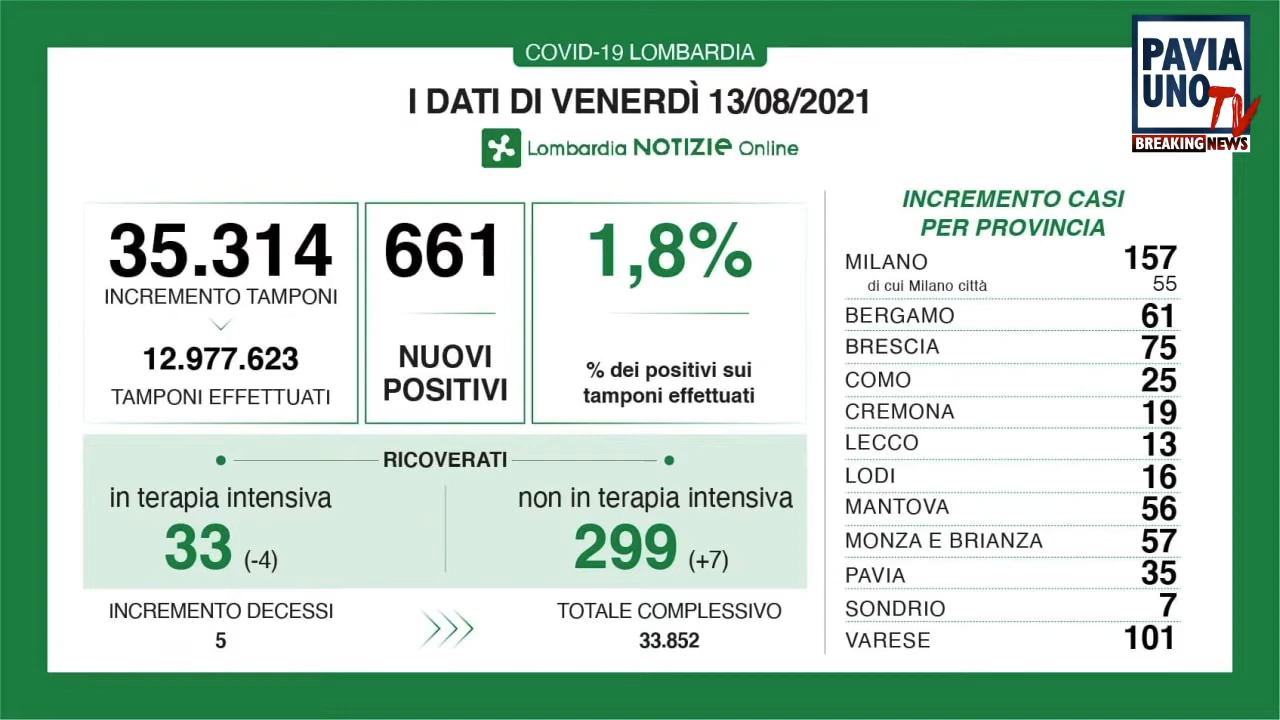 COVID-19 LOMBARDIA
I DATI DI VENERDÌ 13/08/2021
Lombardia NOTIZIE Online
PAVIA
UNO TV
BREAKING NEWS
35.314
INCREMENTO TAMPONI
12.977.623
TAMPONI EFFETTUATI
661
NUOVI
POSITIVI
1,8%
% dei positivi sui
tamponi effettuati
RICOVERATI
in terapia intensiva
33 (-4)
non in terapia intensiva
299 (+7)
INCREMENTO DECESSI
5
TOTALE COMPLESSIVO
33.852
INCREMENTO CASI
PER PROVINCIA
MILANO 157
di cui Milano città 55
BERGAMO 61
BRESCIA 75
COMO 25
CREMONA 19
LECCO 13
LODI 16
MANTOVA 56
MONZA E BRIANZA 57
PAVIA 35
SONDRIO 7
VARESE 101